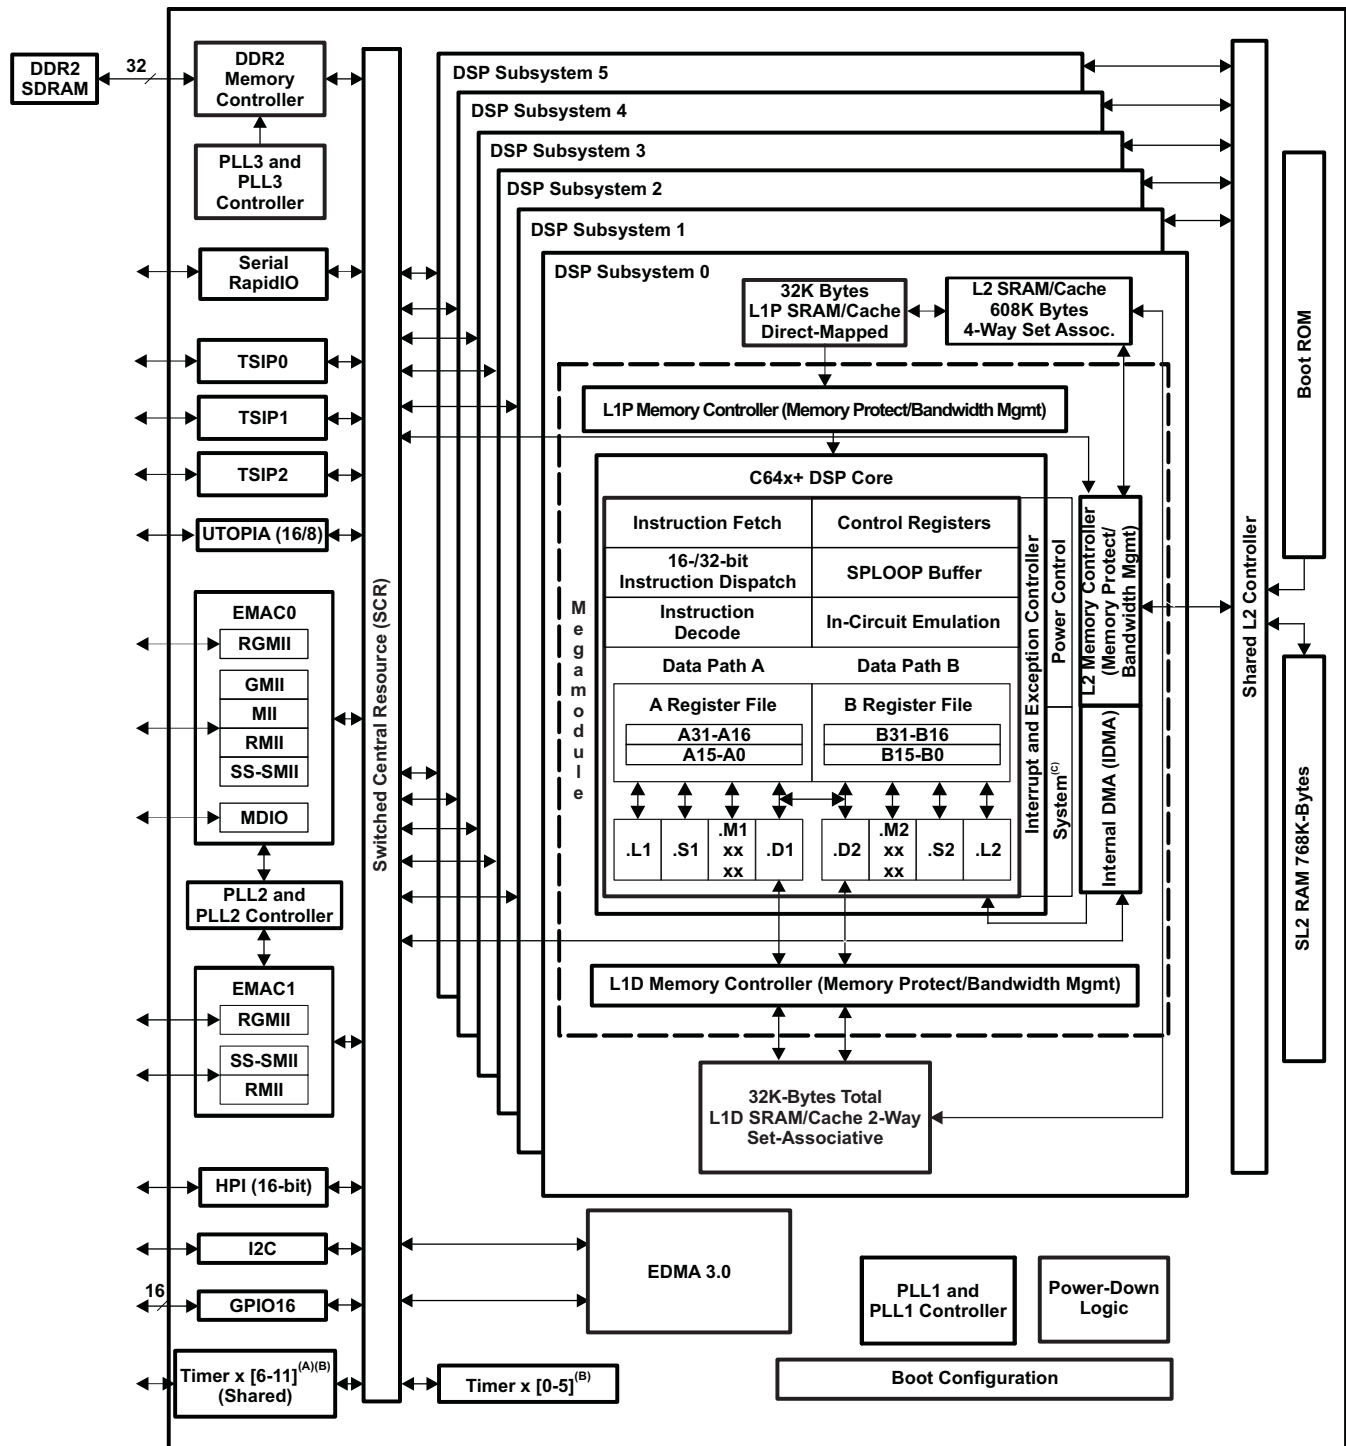 DDR2
SDRAM
32
DDR2
Memory
Controller
PLL3 and
PLL3
Controller
Serial
RapidIO
TSIP0
TSIP1
TSIP2
UTOPIA (16/8)
EMAC0
RGMII
GMII
MII
RMII
SS-SMII
MDIO
PLL2 and
PLL2 Controller
EMAC1
RGMII
SS-SMII
RMII
HPI (16-bit)
I2C
16
GPIO16
Timer x [6-11](A)(B)
(Shared)
Switched Central Resource (SCR)
DSP Subsystem 5
DSP Subsystem 4
DSP Subsystem 3
DSP Subsystem 2
DSP Subsystem 1
DSP Subsystem 0
32K Bytes
L1P SRAM/Cache
Direct-Mapped
L2 SRAM/Cache
608K Bytes
4-Way Set Assoc.
L1P Memory Controller (Memory Protect/Bandwidth Mgmt)
Megamodule
C64x+ DSP Core
Instruction Fetch
Control Registers
16-/32-bit
Instruction Dispatch
SPLOOP Buffer
Instruction
Decode
In-Circuit Emulation
Data Path A
Data Path B
A Register File
B Register File
A31-A16
A15-A0
B31-B16
B15-B0
.L1
.S1
.M1
xx
xx
.D1
.D2
.M2
xx
xx
.S2
.L2
Interrupt and Exception Controller
Power Control
System(C)
L2 Memory Controller
(Memory Protect/
Bandwidth Mgmt)
Internal DMA (IDMA)
L1D Memory Controller (Memory Protect/Bandwidth Mgmt)
32K-Bytes Total
L1D SRAM/Cache 2-Way
Set-Associative
Shared L2 Controller
Boot ROM
SL2 RAM 768K-Bytes
EDMA 3.0
PLL1 and
PLL1 Controller
Power-Down
Logic
Boot Configuration
Timer x [0-5](B)